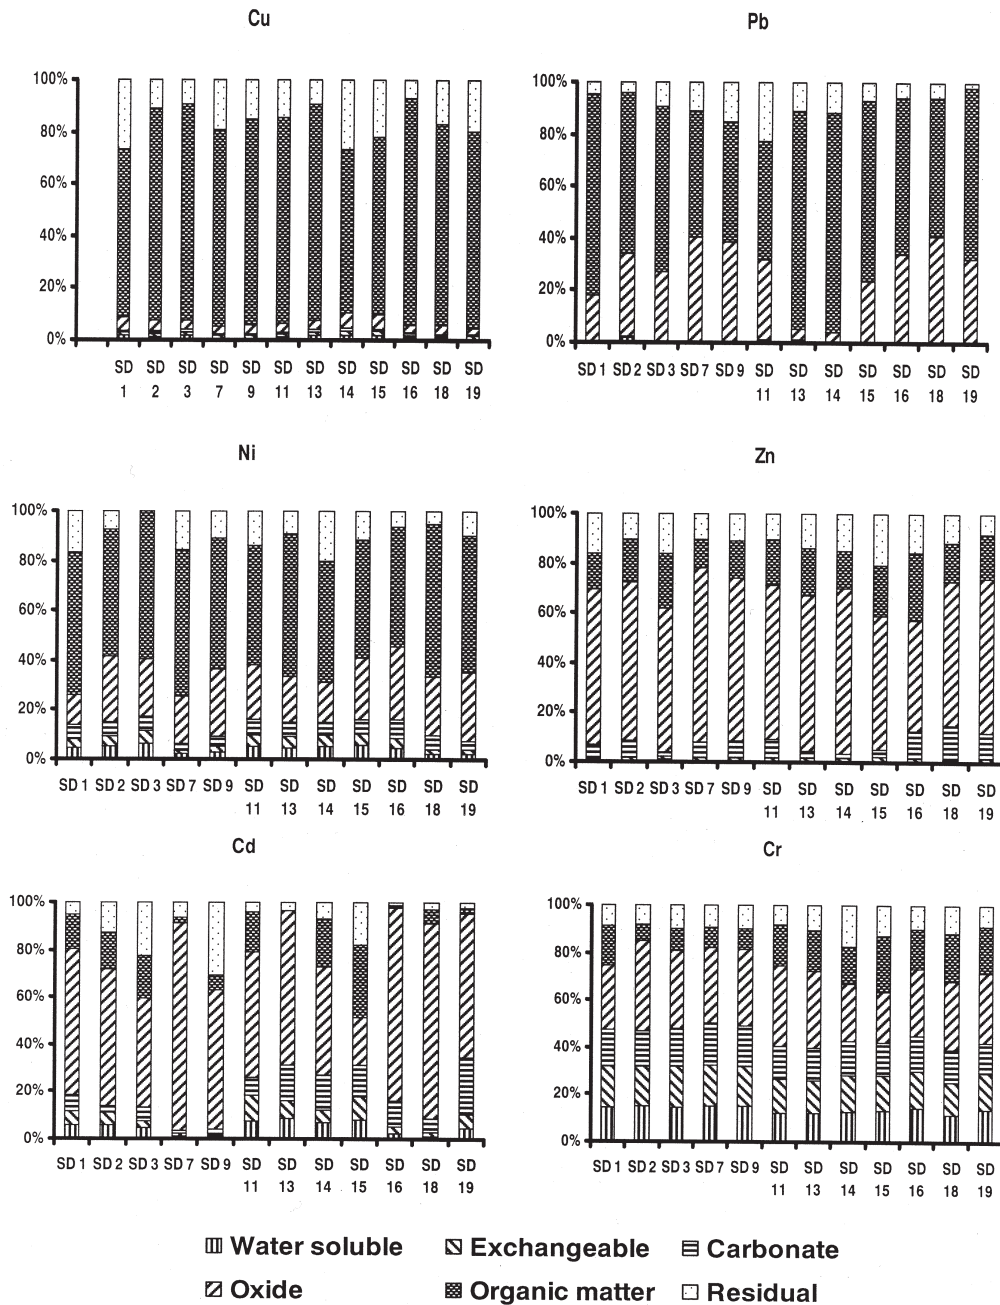 Cu
100%
80%
60%
40%
20%
0%
SD SD SD SD SD SD SD SD SD SD SD SD
1 2 3 7 9 11 13 14 15 16 18 19
Pb
100%
80%
60%
40%
20%
0%
SD 1 SD 2 SD 3 SD 7 SD 9 SD SD SD SD SD SD SD
11 13 14 15 16 18 19
Ni
100%
80%
60%
40%
20%
0%
SD 1 SD 2 SD 3 SD 7 SD 9 SD SD SD SD SD SD SD
11 13 14 15 16 18 19
Zn
100%
80%
60%
40%
20%
0%
SD 1 SD 2 SD 3 SD 7 SD 9 SD SD SD SD SD SD SD
11 13 14 15 16 18 19
Cd
100%
80%
60%
40%
20%
0%
SD 1 SD 2 SD 3 SD 7 SD 9 SD SD SD SD SD SD SD
11 13 14 15 16 18 19
Cr
100%
80%
60%
40%
20%
0%
SD 1 SD 2 SD 3 SD 7 SD 9 SD SD SD SD SD SD SD
11 13 14 15 16 18 19
Water soluble Exchangeable Carbonate
Oxide Organic matter Residual